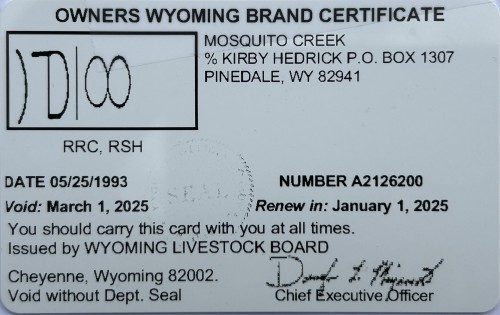 OWNERS WYOMING BRAND CERTIFICATE
MOSQUITO CREEK
% KIRBY HEDRICK P.O. BOX 1307
PINEDALE, WY 82941
RRC, RSH
SEAL
DATE 05/25/1993 NUMBER A2126200
Void: March 1, 2025 Renew in: January 1, 2025
You should carry this card with you at all times.
Issued by WYOMING LIVESTOCK BOARD
Cheyenne, Wyoming 82002.
Void without Dept. Seal Chief Executive Officer